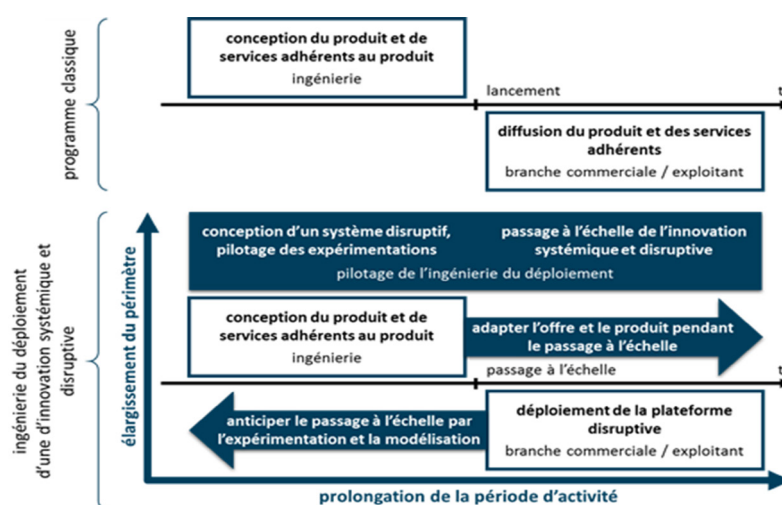 programme classique
conception du produit et de
services adhérents au produit
ingénierie
lancement
t
diffusion du produit et des services
adhérents
branche commerciale / exploitant
ingénierie du déploiement
d'une d'innovation systémique et
disruptive
élargissement du périmètre
conception d'un système disruptif,
pilotage des expérimentations
passage à l'échelle de l'innovation
systémique et disruptive
pilotage de l'ingénierie du déploiement
conception du produit et de
services adhérents au produit
ingénierie
adapter l'offre et le produit pendant
le passage à l'échelle
passage à l'échelle
t
anticiper le passage à l'échelle par
l'expérimentation et la modélisation
déploiement de la plateforme
disruptive
branche commerciale / exploitant
prolongation de la période d'activité